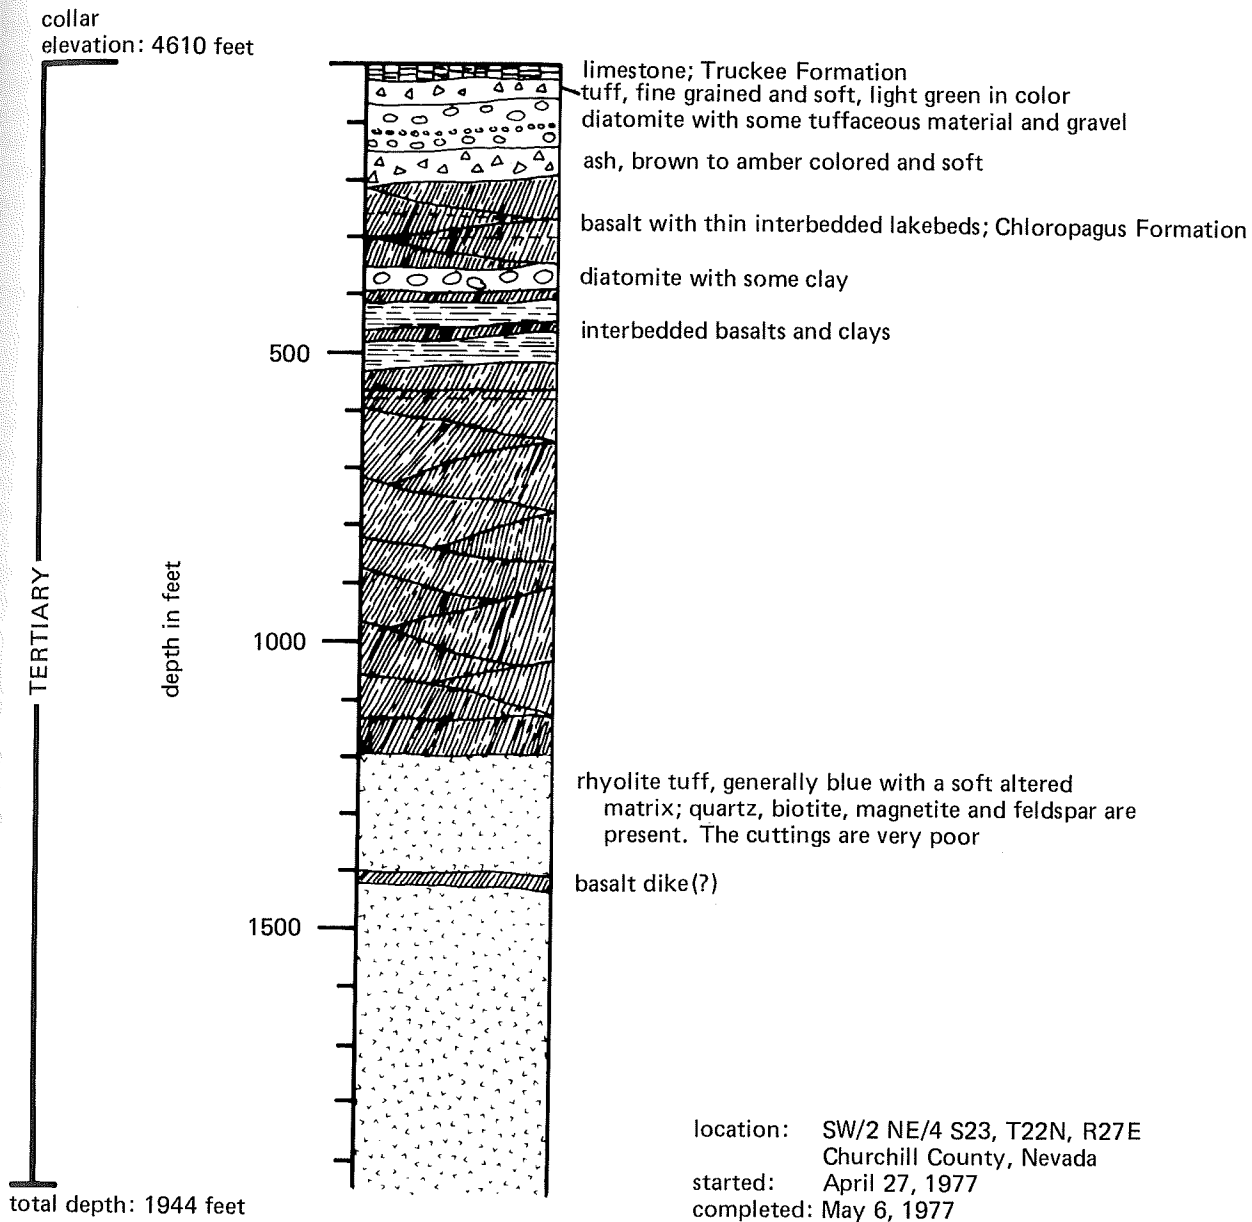 collar
elevation: 4610 feet
limestone; Truckee Formation
tuff, fine grained and soft, light green in color
diatomite with some tuffaceous material and gravel
ash, brown to amber colored and soft
basalt with thin interbedded lakebeds; Chloropagus Formation
diatomite with some clay
interbedded basalts and clays
500
TERTIARY
depth in feet
1000
rhyolite tuff, generally blue with a soft altered
matrix; quartz, biotite, magnetite and feldspar are
present. The cuttings are very poor
basalt dike(?)
1500
location: SW/2 NE/4 S23, T22N, R27E
Churchill County, Nevada
started: April 27, 1977
completed: May 6, 1977
total depth: 1944 feet